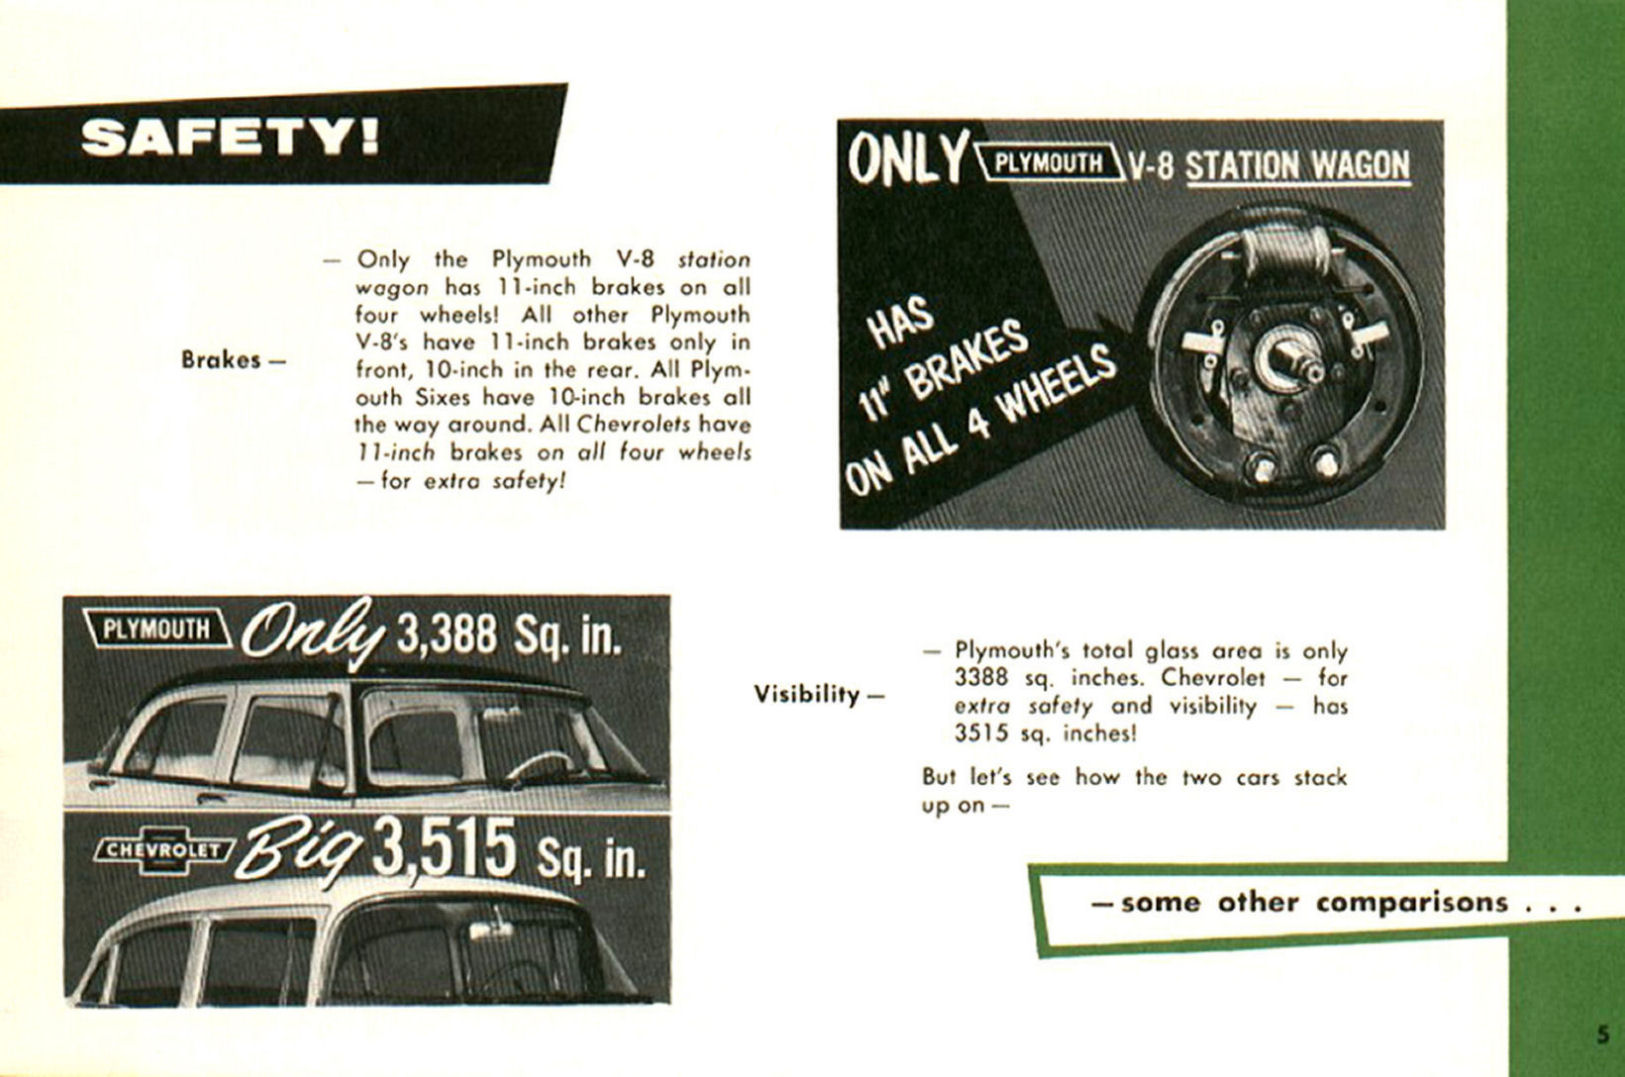 SAFETY!
ONLY PLYMOUTH V-8 STATION WAGON
HAS
11" BRAKES
ON ALL 4 WHEELS
Brakes —
— Only the Plymouth V-8 station
wagon has 11-inch brakes on all
four wheels! All other Plymouth
V-8's have 11-inch brakes only in
front, 10-inch in the rear. All Plym-
outh Sixes have 10-inch brakes all
the way around. All Chevrolets have
11-inch brakes on all four wheels
— for extra safety!
PLYMOUTH Only 3,388 Sq. in.
CHEVROLET Big 3,515 Sq. in.
Visibility —
— Plymouth's total glass area is only
3388 sq. inches. Chevrolet — for
extra safety and visibility — has
3515 sq. inches!
But let's see how the two cars stack
up on —
— some other comparisons . . .
5